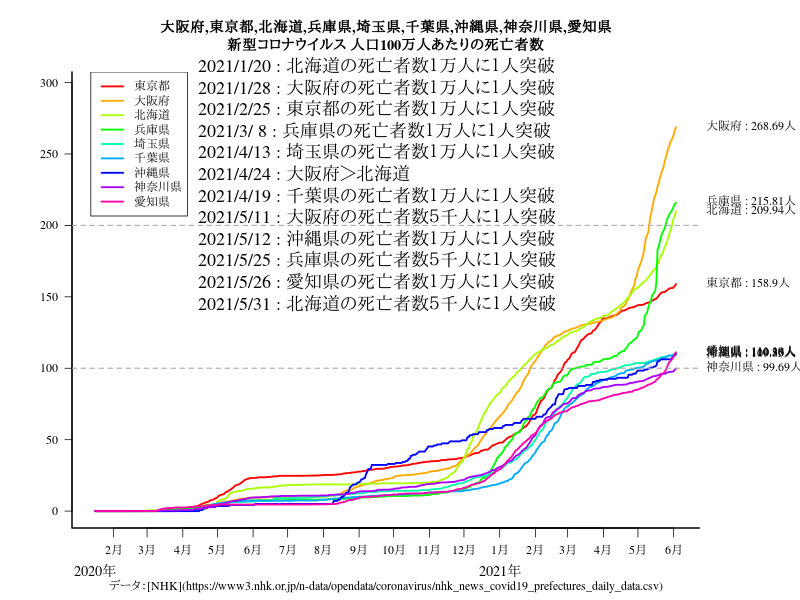 大阪府,東京都,北海道,兵庫県,埼玉県,千葉県,沖縄県,神奈川県,愛知県
新型コロナウイルス 人口100万人あたりの死亡者数
2021/1/20 : 北海道の死亡者数1万人に1人突破
2021/1/28 : 大阪府の死亡者数1万人に1人突破
2021/2/25 : 東京都の死亡者数1万人に1人突破
2021/3/ 8 : 兵庫県の死亡者数1万人に1人突破
2021/4/13 : 埼玉県の死亡者数1万人に1人突破
2021/4/24 : 大阪府＞北海道
2021/4/19 : 千葉県の死亡者数1万人に1人突破
2021/5/11 : 大阪府の死亡者数5千人に1人突破
2021/5/12 : 沖縄県の死亡者数1万人に1人突破
2021/5/25 : 兵庫県の死亡者数5千人に1人突破
2021/5/26 : 愛知県の死亡者数1万人に1人突破
2021/5/31 : 北海道の死亡者数5千人に1人突破
東京都
大阪府
北海道
兵庫県
埼玉県
千葉県
沖縄県
神奈川県
愛知県
300
250
200
150
100
50
0
大阪府 : 268.69人
兵庫県 : 215.81人
北海道 : 209.94人
東京都 : 158.9人
神奈川県 : 99.69人
2月 3月 4月 5月 6月 7月 8月 9月 10月 11月 12月 1月 2月 3月 4月 5月 6月
2020年 2021年
データ：[NHK](https://www3.nhk.or.jp/n-data/opendata/coronavirus/nhk_news_covid19_prefectures_daily_data.csv)